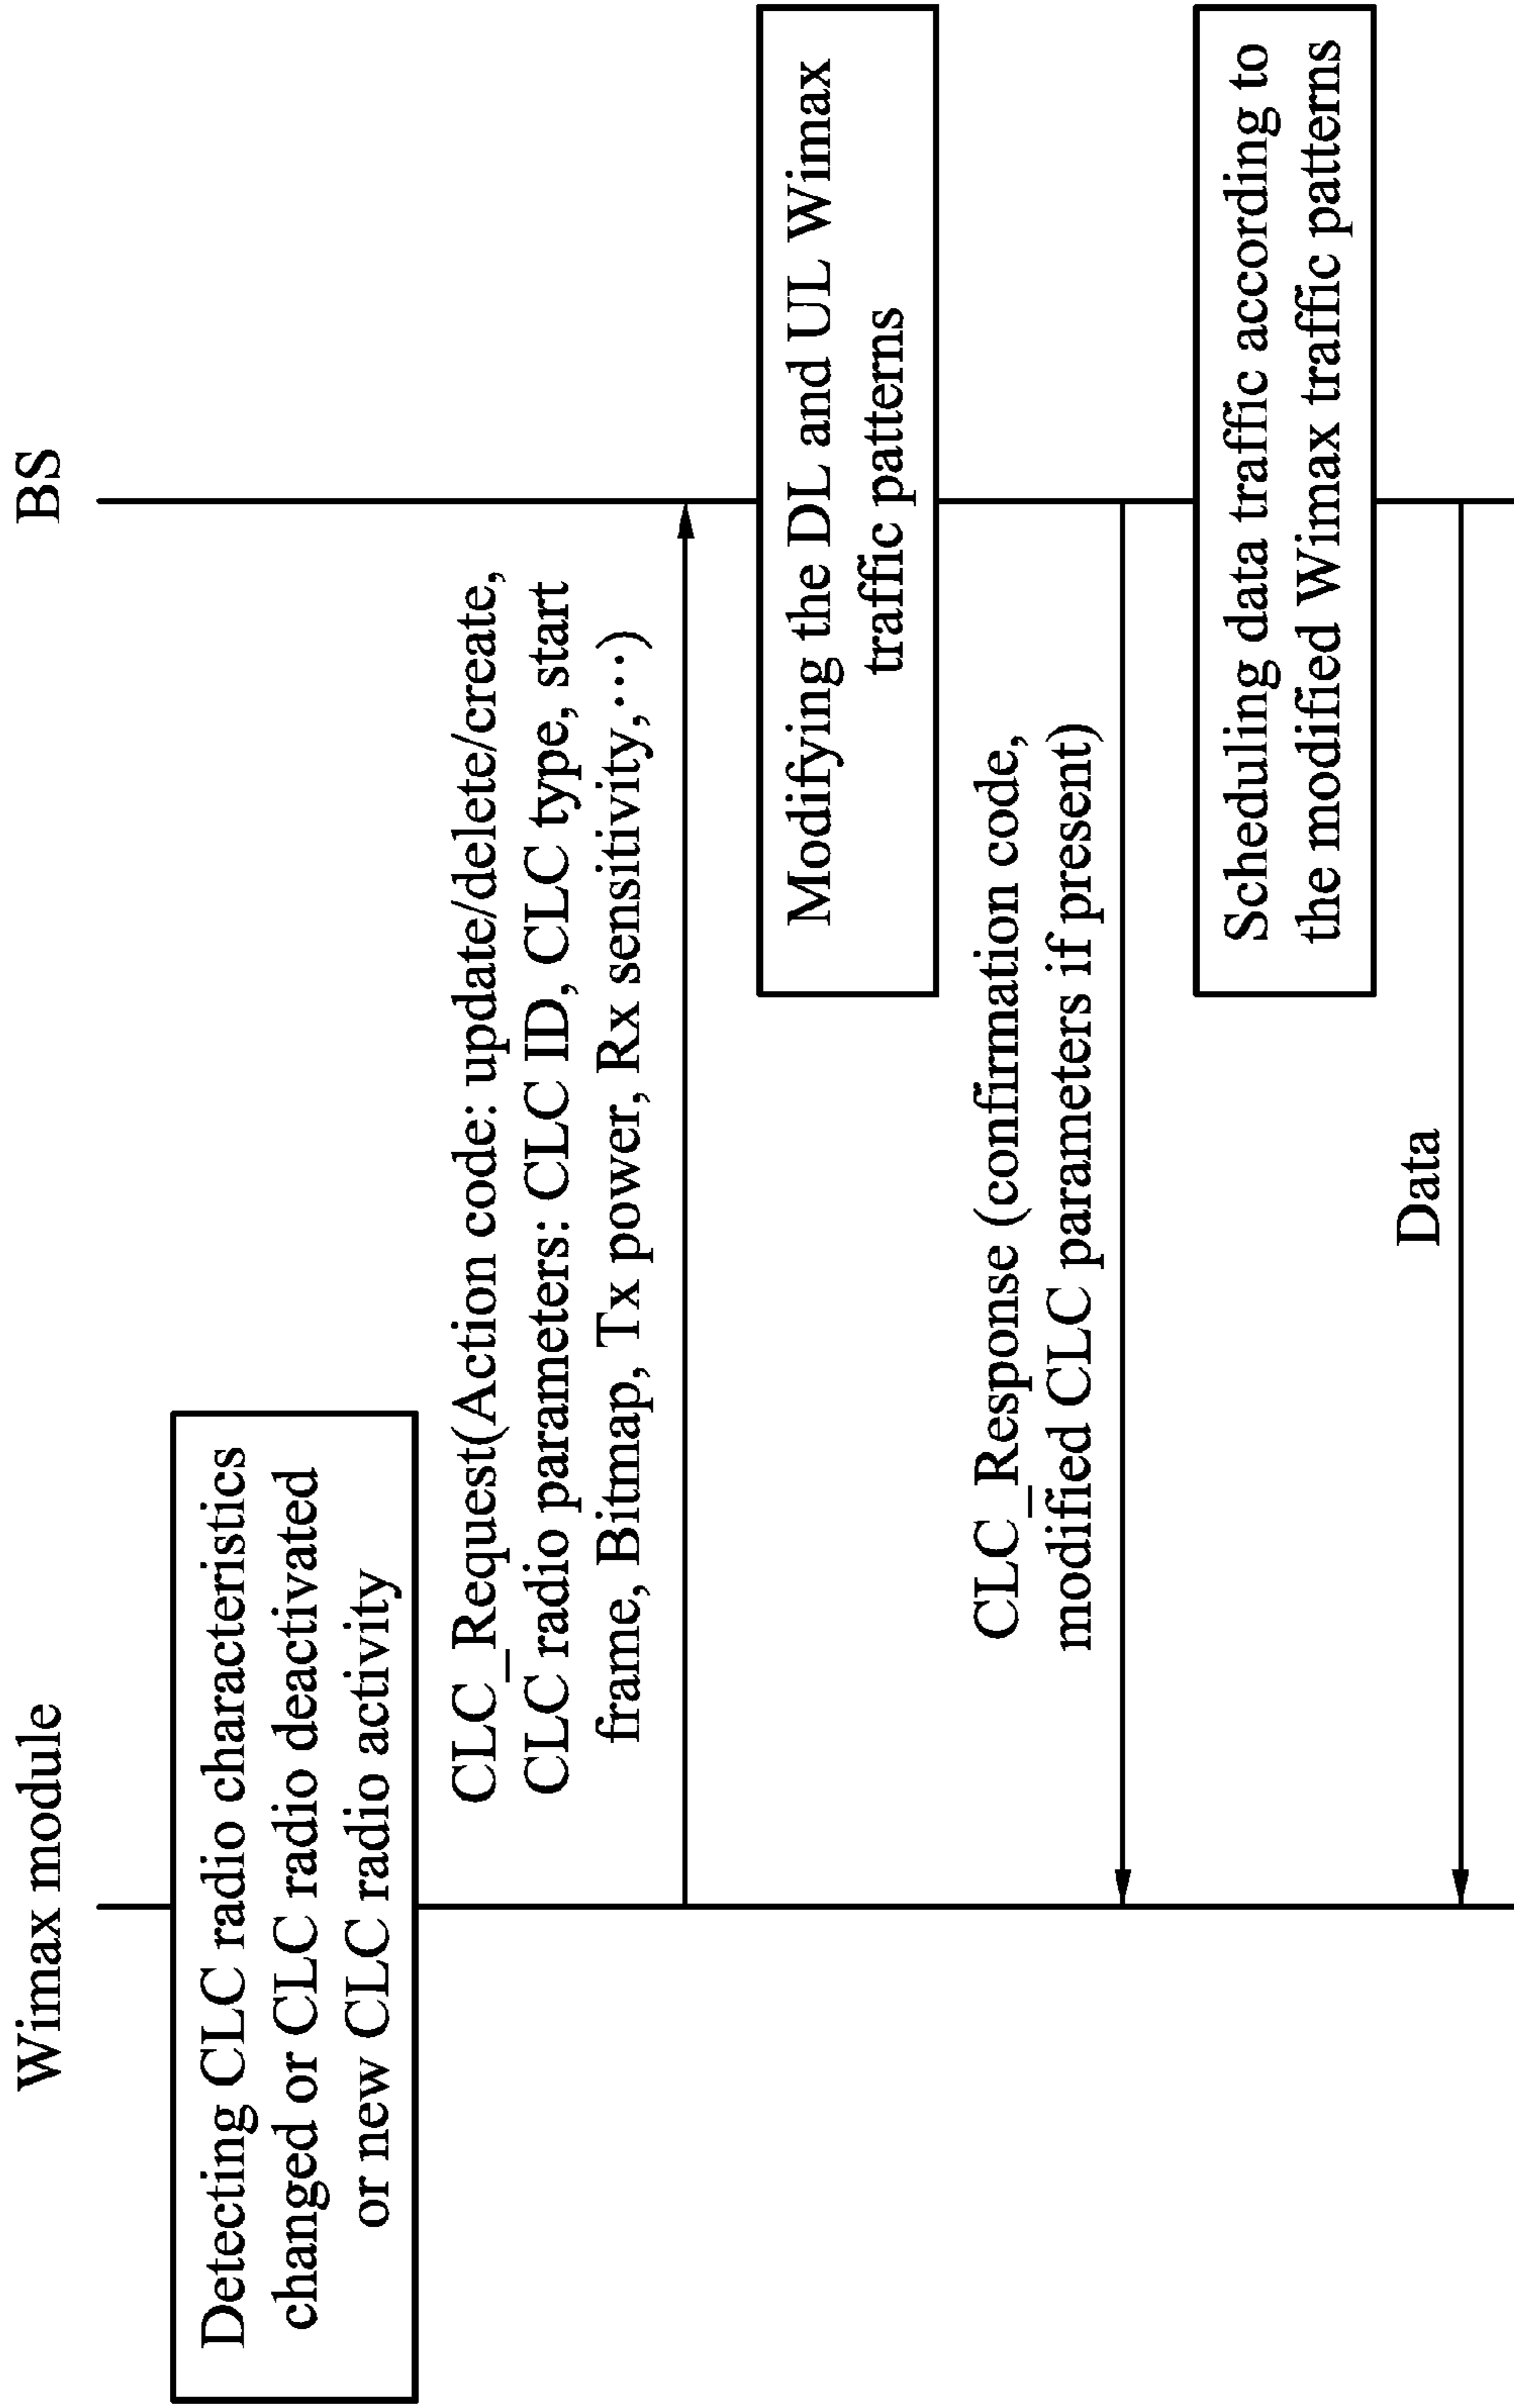 Wimax module
BS
Detecting CLC radio characteristics
changed or CLC radio deactivated
or new CLC radio activity
CLC_Request(Action code: update/delete/create,
CLC radio parameters: CLC ID, CLC type, start
frame, Bitmap, Tx power, Rx sensitivity,···)
Modifying the DL and UL Wimax
traffic patterns
CLC_Response (confirmation code,
modified CLC parameters if present)
Scheduling data traffic according to
the modified Wimax traffic patterns
Data